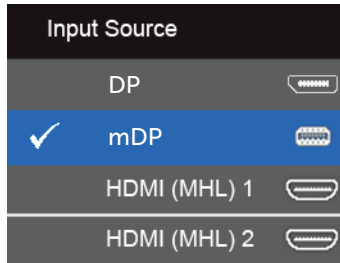 Input Source
DP
mDP
HDMI (MHL) 1
HDMI (MHL) 2